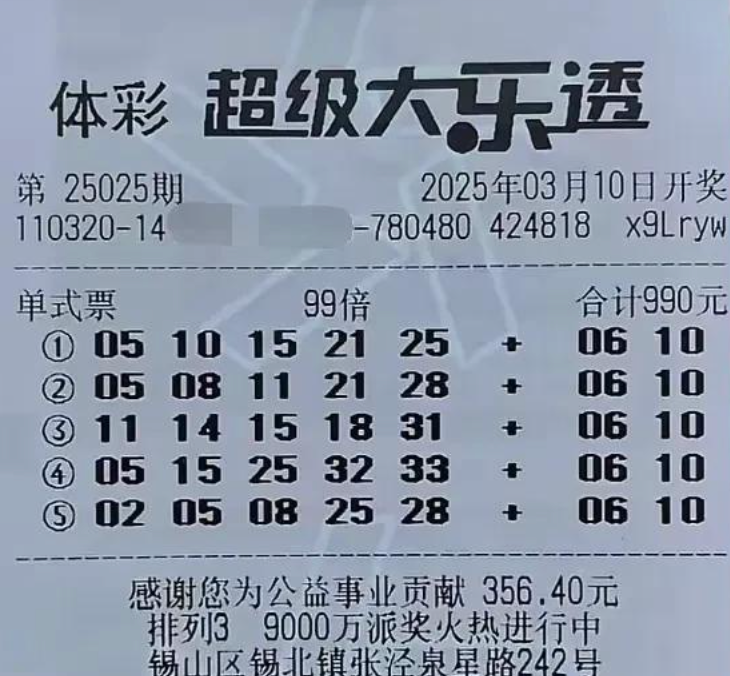 体彩 超级大乐透
第 25025期 2025年03月10日开奖
110320-14 -780480 424818 x9Lryw
单式票 99倍 合计990元
① 05 10 15 21 25 + 06 10
② 05 08 11 21 28 + 06 10
③ 11 14 15 18 31 + 06 10
④ 05 15 25 32 33 + 06 10
⑤ 02 05 08 25 28 + 06 10
感谢您为公益事业贡献 356.40元
排列3 9000万派奖火热进行中
锡山区锡北镇张泾泉星路242号